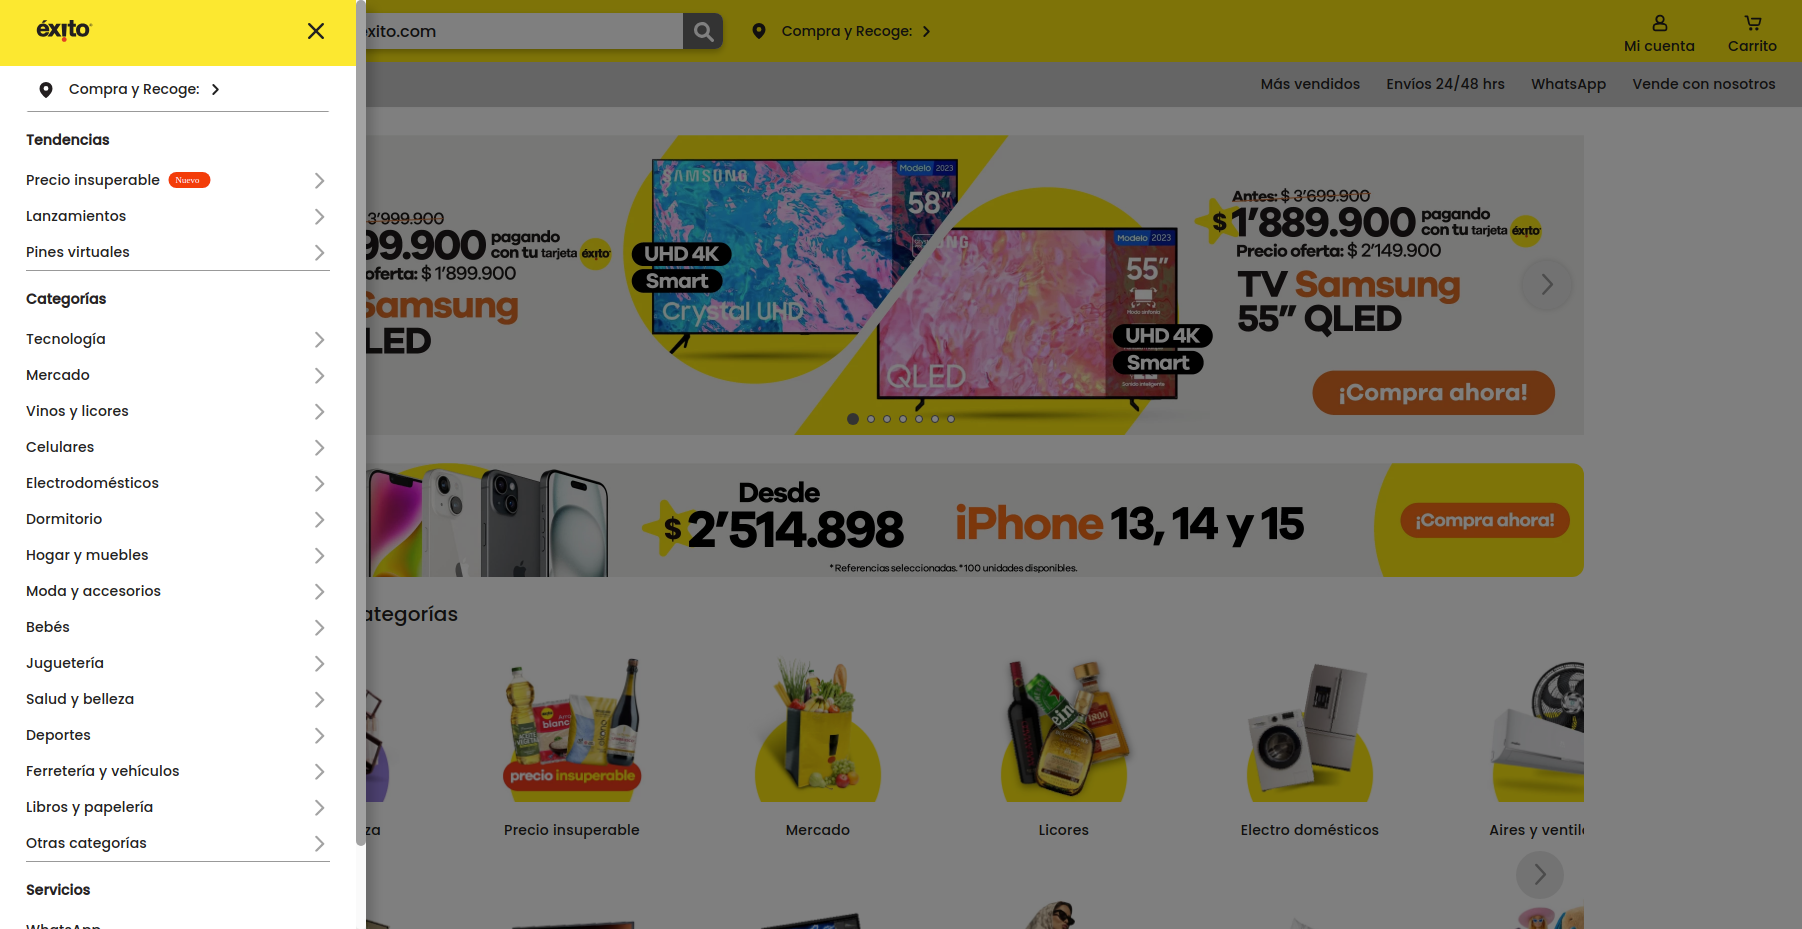 éxito
Compra y Recoge:
Tendencias
Precio insuperable Nuevo
Lanzamientos
Pines virtuales
Categorías
Tecnología
Mercado
Vinos y licores
Celulares
Electrodomésticos
Dormitorio
Hogar y muebles
Moda y accesorios
Bebés
Juguetería
Salud y belleza
Deportes
Ferretería y vehículos
Libros y papelería
Otras categorías
Servicios
WhatsApp
exito.com
Compra y Recoge:
Mi cuenta
Carrito
Más vendidos
Envíos 24/48 hrs
WhatsApp
Vende con nosotros
3'999.900
99.900 pagando con tu tarjeta éxito
oferta: $ 1'899.900
Samsung
LED
SAMSUNG
Modelo 2023
58"
UHD 4K
Smart
Crystal UHD
Modelo 2023
55"
Modo sinfonía
UHD 4K
Smart
Sonido inteligente
QLED
Antes: $ 3'699.900
$ 1'889.900 pagando con tu tarjeta éxito
Precio oferta: $ 2'149.900
TV Samsung
55" QLED
¡Compra ahora!
Desde
$ 2'514.898
iPhone 13, 14 y 15
*Referencias seleccionadas. *100 unidades disponibles.
¡Compra ahora!
ategorías
precio insuperable
za
Precio insuperable
Mercado
Licores
Electro domésticos
Aires y ventil